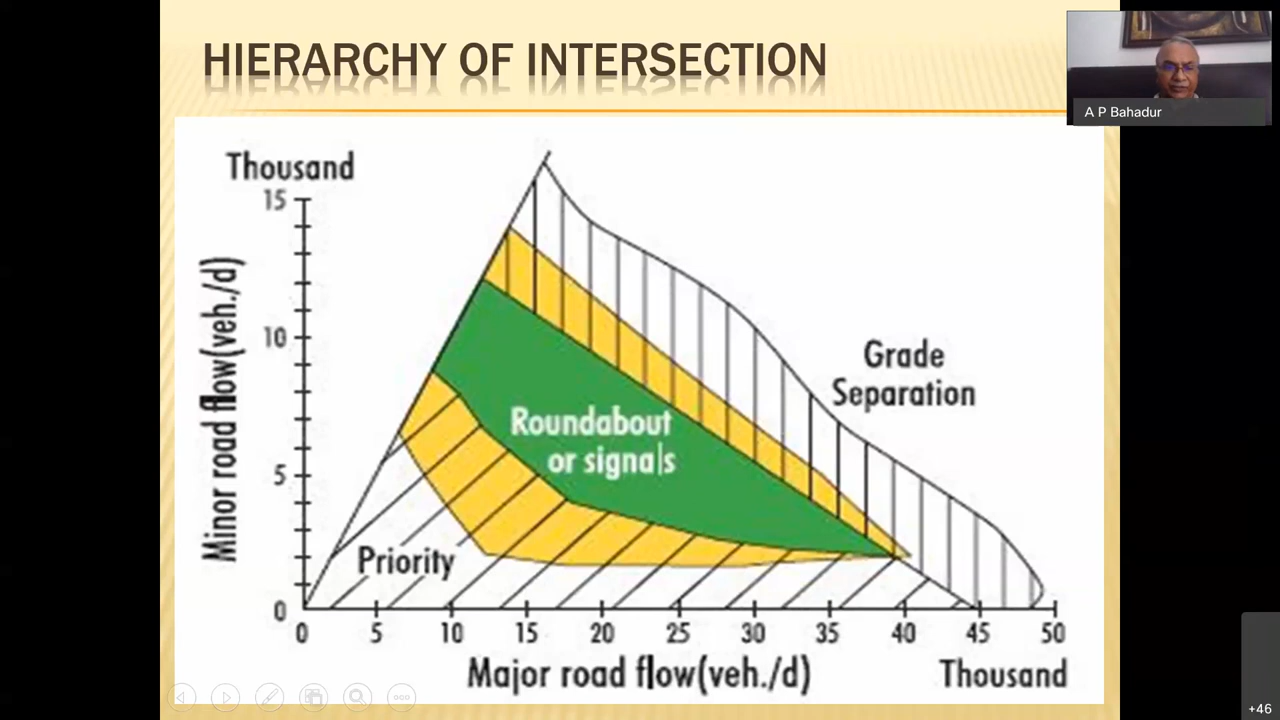 HIERARCHY OF INTERSECTION
A P Bahadur
Thousand
15
10
5
0
Minor road flow(veh./d)
Grade
Separation
Roundabout
or signals
Priority
0 5 10 15 20 25 30 35 40 45 50
Major road flow(veh./d) Thousand
+46